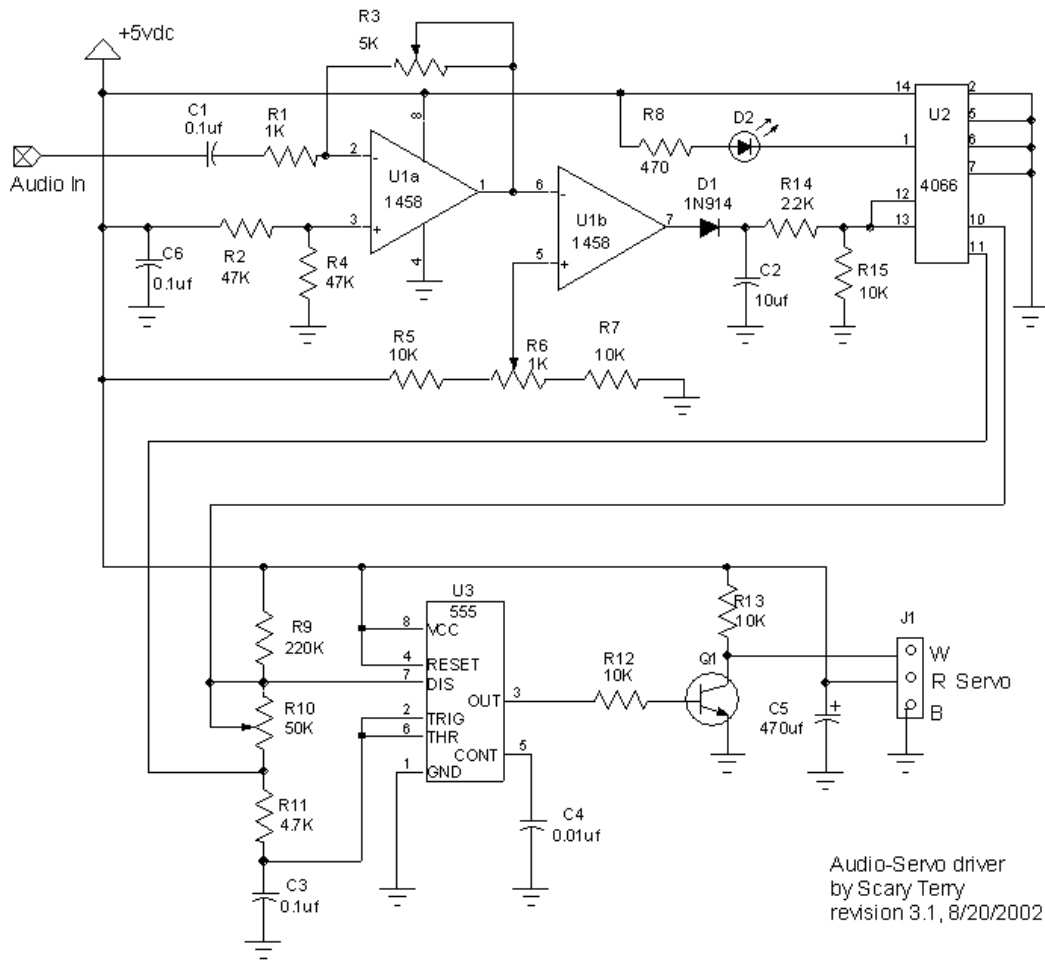 +5vdc
R3
5K
C1
0.1uf
R1
1K
Audio In
2
3
8
4
1
U1a
1458
C6
0.1uf
R2
47K
R4
47K
6
5
7
U1b
1458
R8
470
D2
D1
1N914
R14
22K
C2
10uf
R15
10K
14
1
12
13
U2
4066
2
5
6
7
10
11
R5
10K
R6
1K
R7
10K
R9
220K
R10
50K
R11
4.7K
C3
0.1uf
U3
555
8
VCC
4
RESET
7
DIS
2
TRIG
6
THR
1
GND
OUT
3
CONT
5
C4
0.01uf
R12
10K
Q1
R13
10K
C5
470uf
+
J1
W
R Servo
B
Audio-Servo driver
by Scary Terry
revision 3.1, 8/20/2002